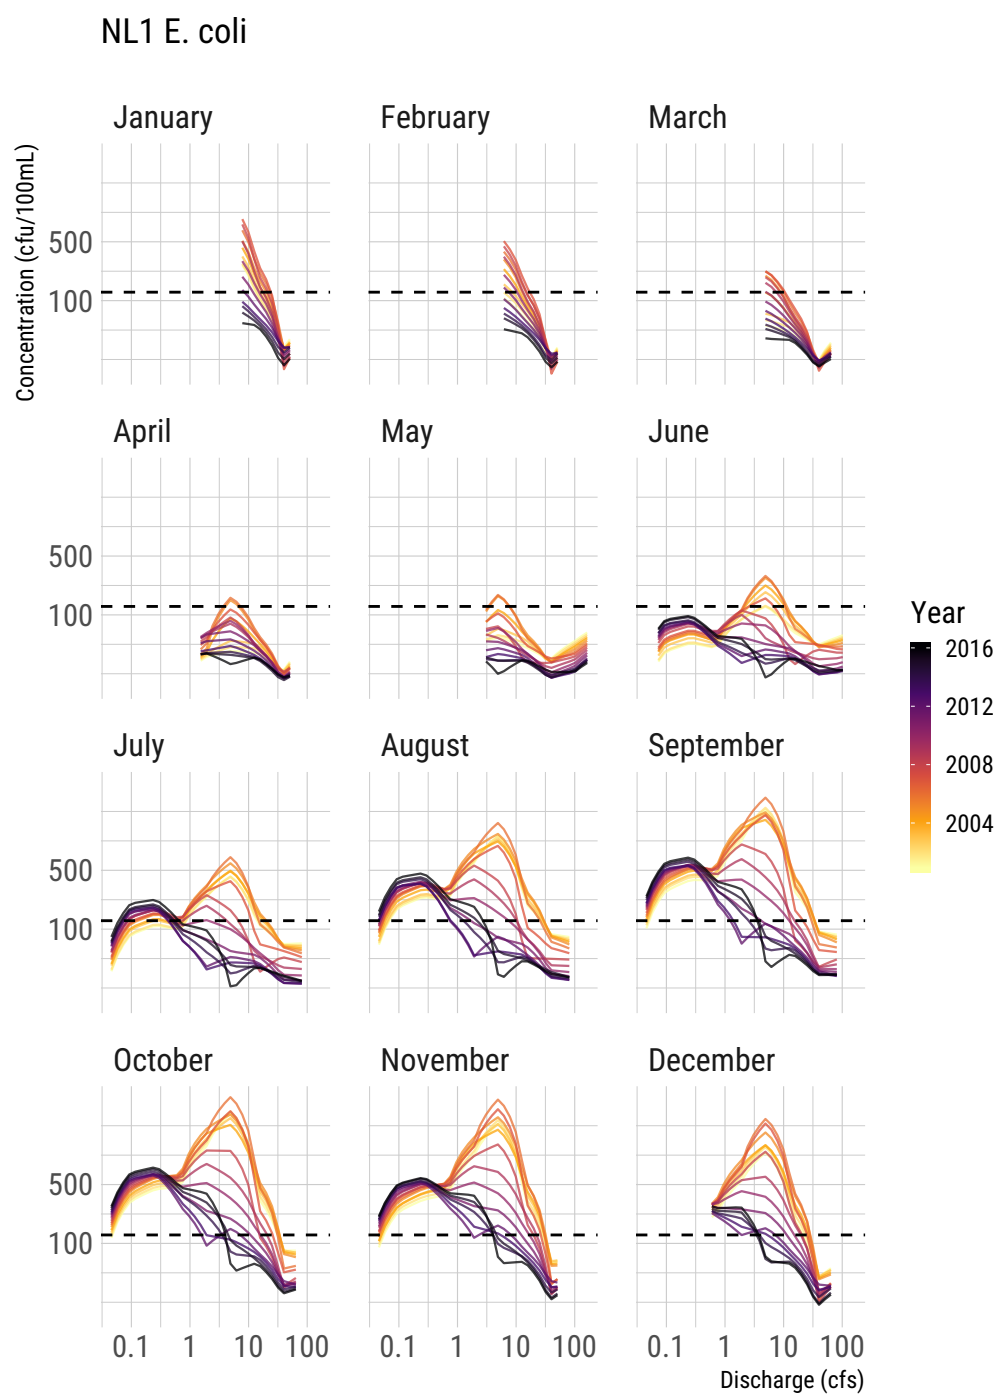 NL1 E. coli
January February March
Concentration (cfu/100mL)
500
100
April May June
500
100
Year
2016
2012
2008
2004
July August September
500
100
October November December
500
100
0.1 1 10 100 0.1 1 10 100 0.1 1 10 100
Discharge (cfs)